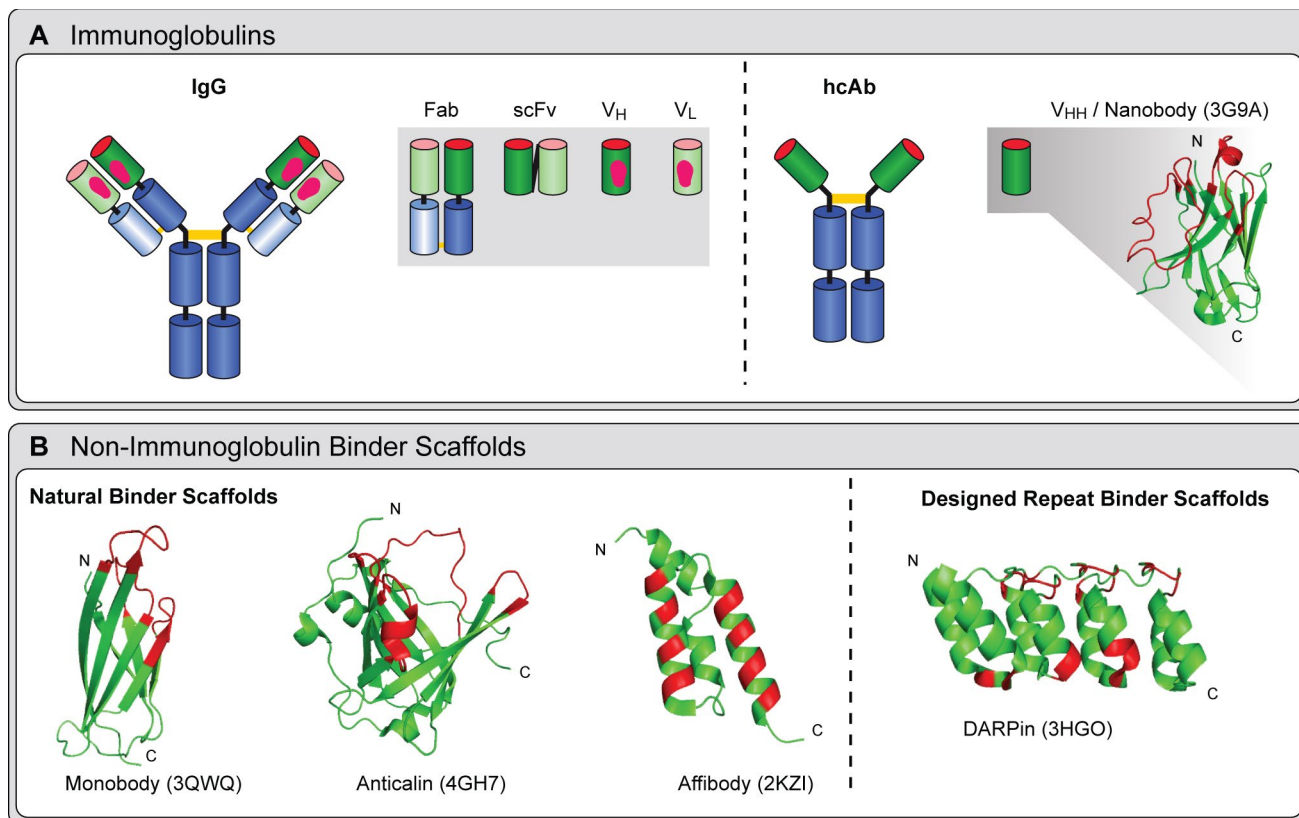 A Immunoglobulins
IgG
Fab scFv VH VL
hcAb
VHH / Nanobody (3G9A)
N
C
B Non-Immunoglobulin Binder Scaffolds
Natural Binder Scaffolds
N
C
Monobody (3QWQ)
N
C
Anticalin (4GH7)
N
C
Affibody (2KZI)
Designed Repeat Binder Scaffolds
N
C
DARPin (3HGO)